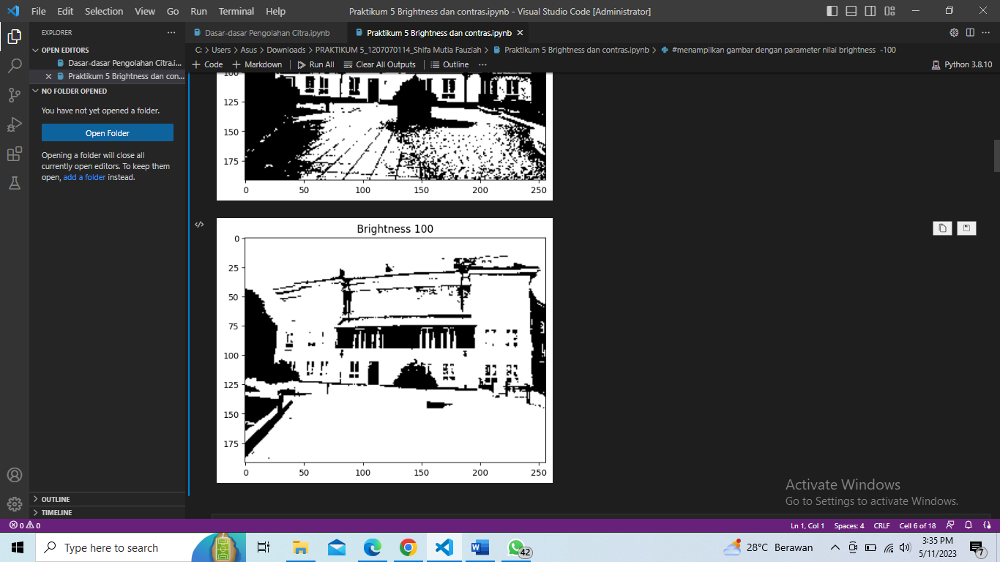 File Edit Selection View Go Run Terminal Help Praktikum 5 Brightness dan contras.ipynb - Visual Studio Code [Administrator]
EXPLORER ···
Dasar-dasar Pengolahan Citra.ipynb Praktikum 5 Brightness dan contras.ipynb
OPEN EDITORS
Dasar-dasar Pengolahan Citra.i...
Praktikum 5 Brightness dan con...
NO FOLDER OPENED
You have not yet opened a folder.
Open Folder
Opening a folder will close all
currently open editors. To keep them
open, add a folder instead.
OUTLINE
TIMELINE
C: > Users > Asus > Downloads > PRAKTIKUM 5_1207070114_Shifa Mutia Fauziah > Praktikum 5 Brightness dan contras.ipynb > #menampilkan gambar dengan parameter nilai brightness -100
+ Code + Markdown Run All Clear All Outputs Outline ··· Python 3.8.10
100
125
150
175
0 50 100 150 200 250
Brightness 100
0
25
50
75
100
125
150
175
0 50 100 150 200 250
Activate Windows
Go to Settings to activate Windows.
0 0 Ln 1, Col 1 Spaces: 4 CRLF Cell 6 of 18
Type here to search 42 28°C Berawan 3:35 PM
5/11/2023 7